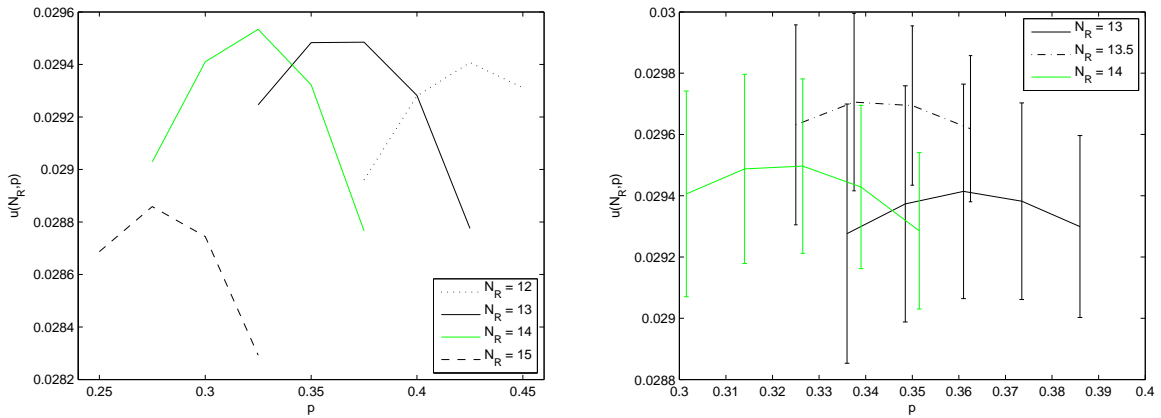 0.0296
0.0294
0.0292
0.029
0.0288
0.0286
0.0284
0.0282
u(N_R,p)
0.25 0.3 0.35 0.4 0.45
p
N_R = 12
N_R = 13
N_R = 14
N_R = 15
0.03
0.0298
0.0296
0.0294
0.0292
0.029
0.0288
u(N_R,p)
0.3 0.31 0.32 0.33 0.34 0.35 0.36 0.37 0.38 0.39 0.4
p
N_R = 13
N_R = 13.5
N_R = 14